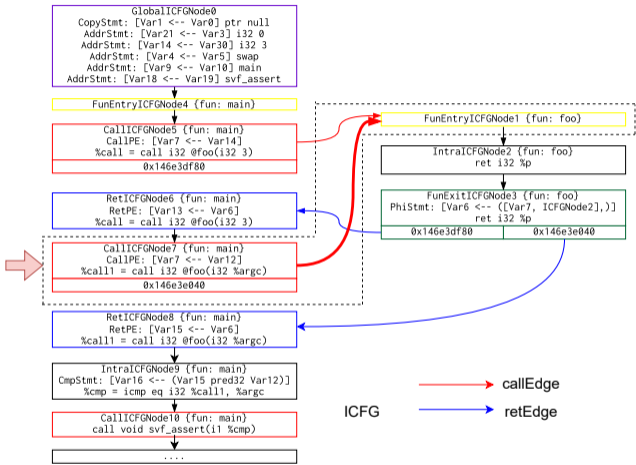 GlobalICFGNode0
CopyStmt: [Var1 <-- Var0] ptr null
AddrStmt: [Var21 <-- Var3] i32 0
AddrStmt: [Var14 <-- Var30] i32 3
AddrStmt: [Var4 <-- Var5] swap
AddrStmt: [Var9 <-- Var10] main
AddrStmt: [Var18 <-- Var19] svf_assert
FunEntryICFGNode4 {fun: main}
CallICFGNode5 {fun: main}
CallPE: [Var7 <-- Var14]
%call = call i32 @foo(i32 3)
0x146e3df80
RetICFGNode6 {fun: main}
RetPE: [Var13 <-- Var6]
%call = call i32 @foo(i32 3)
CallICFGNode7 {fun: main}
CallPE: [Var7 <-- Var12]
%call1 = call i32 @foo(i32 %argc)
0x146e3e040
RetICFGNode8 {fun: main}
RetPE: [Var15 <-- Var6]
%call1 = call i32 @foo(i32 %argc)
IntraICFGNode9 {fun: main}
CmpStmt: [Var16 <-- (Var15 pred32 Var12)]
%cmp = icmp eq i32 %call1, %argc
CallICFGNode10 {fun: main}
call void svf_assert(i1 %cmp)
....
FunEntryICFGNode1 {fun: foo}
IntraICFGNode2 {fun: foo}
ret i32 %p
FunExitICFGNode3 {fun: foo}
PhiStmt: [Var6 <-- ([Var7, ICFGNode2],)]
ret i32 %p
0x146e3df80 0x146e3e040
ICFG
callEdge
retEdge